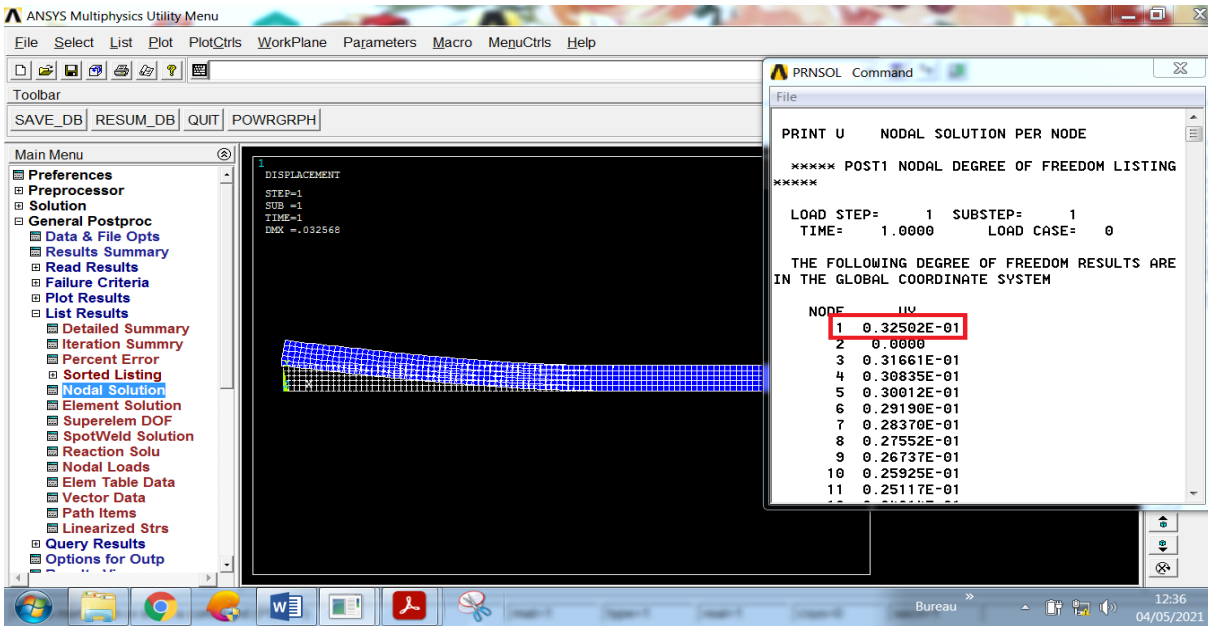 ANSYS Multiphysics Utility Menu
File Select List Plot PlotCtrls WorkPlane Parameters Macro MenuCtrls Help
Toolbar
SAVE_DB RESUM_DB QUIT POWRGRPH
Main Menu
Preferences
Preprocessor
Solution
General Postproc
Data & File Opts
Results Summary
Read Results
Failure Criteria
Plot Results
List Results
Detailed Summary
Iteration Summry
Percent Error
Sorted Listing
Nodal Solution
Element Solution
Superelem DOF
SpotWeld Solution
Reaction Solu
Nodal Loads
Elem Table Data
Vector Data
Path Items
Linearized Strs
Query Results
Options for Outp
1
DISPLACEMENT
STEP=1
SUB =1
TIME=1
DMX =.032568
X
PRNSOL Command
File
PRINT U NODAL SOLUTION PER NODE
***** POST1 NODAL DEGREE OF FREEDOM LISTING
*****
LOAD STEP= 1 SUBSTEP= 1
TIME= 1.0000 LOAD CASE= 0
THE FOLLOWING DEGREE OF FREEDOM RESULTS ARE
IN THE GLOBAL COORDINATE SYSTEM
NODE UY
1 0.32502E-01
2 0.0000
3 0.31661E-01
4 0.30835E-01
5 0.30012E-01
6 0.29190E-01
7 0.28370E-01
8 0.27552E-01
9 0.26737E-01
10 0.25925E-01
11 0.25117E-01
Bureau
12:36
04/05/2021